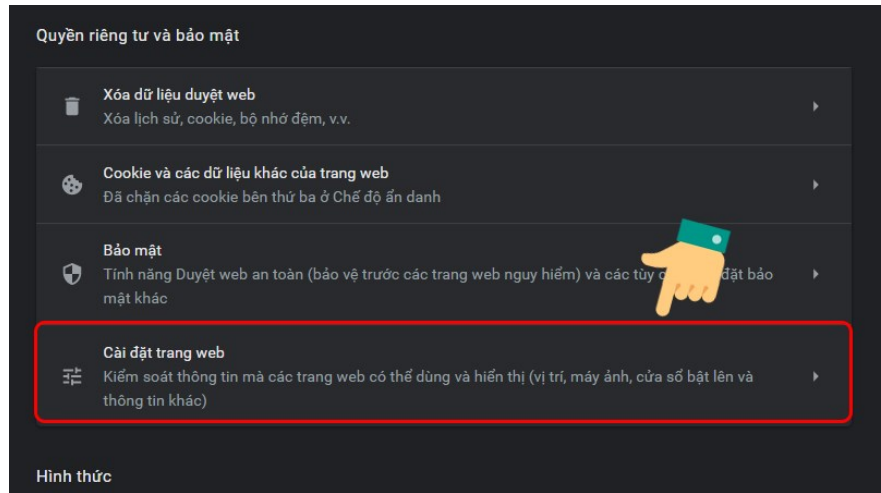 Quyền riêng tư và bảo mật
Xóa dữ liệu duyệt web
Xóa lịch sử, cookie, bộ nhớ đệm, v.v.
Cookie và các dữ liệu khác của trang web
Đã chặn các cookie bên thứ ba ở Chế độ ẩn danh
Bảo mật
Tính năng Duyệt web an toàn (bảo vệ trước các trang web nguy hiểm) và các tùy đặt bảo
mật khác
Cài đặt trang web
Kiểm soát thông tin mà các trang web có thể dùng và hiển thị (vị trí, máy ảnh, cửa sổ bật lên và
thông tin khác)
Hình thức